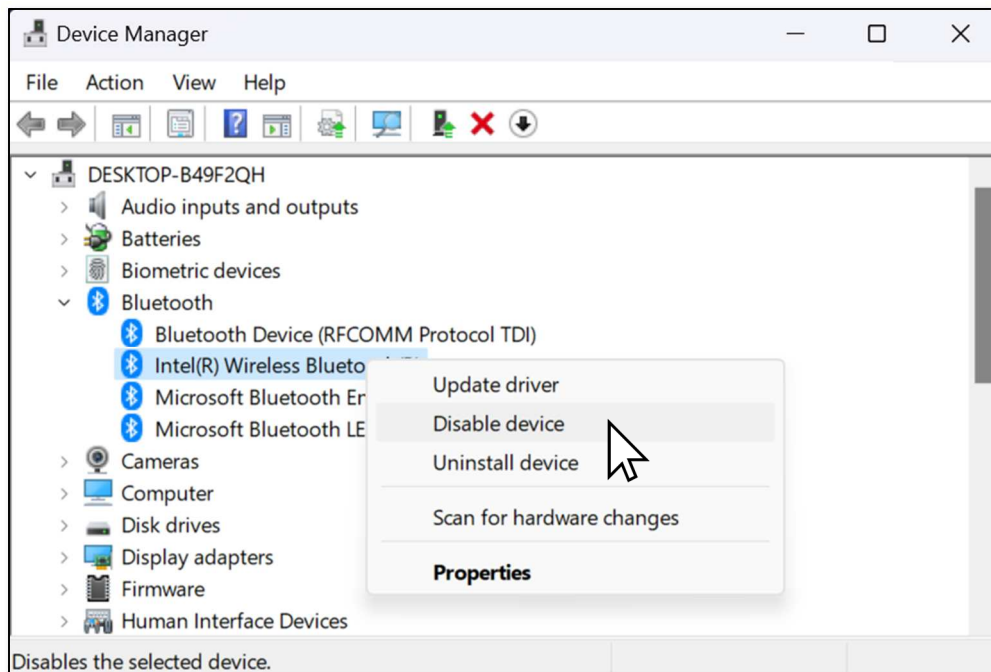 Device Manager
File Action View Help
DESKTOP-B49F2QH
Audio inputs and outputs
Batteries
Biometric devices
Bluetooth
Bluetooth Device (RFCOMM Protocol TDI)
Intel(R) Wireless
Microsoft Bluetooth
Microsoft Bluetooth LE
Update driver
Disable device
Uninstall device
Scan for hardware changes
Properties
Cameras
Computer
Disk drives
Display adapters
Firmware
Human Interface Devices
Disables the selected device.